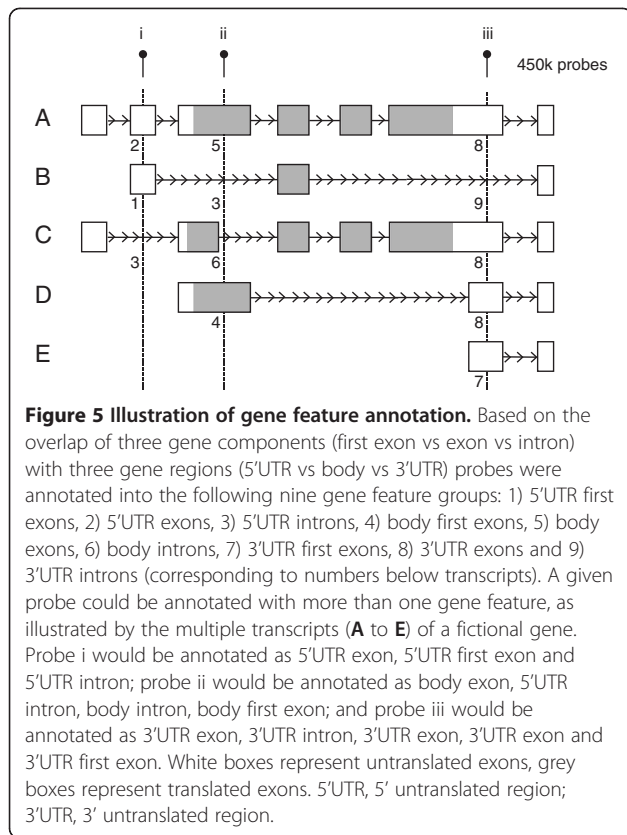 i ii iii
450k probes
A
2 5 8
B
1 3 9
C
3 6 8
D
4 8
E
7
Figure 5 Illustration of gene feature annotation. Based on the
overlap of three gene components (first exon vs exon vs intron)
with three gene regions (5’UTR vs body vs 3’UTR) probes were
annotated into the following nine gene feature groups: 1) 5’UTR first
exons, 2) 5’UTR exons, 3) 5’UTR introns, 4) body first exons, 5) body
exons, 6) body introns, 7) 3’UTR first exons, 8) 3’UTR exons and 9)
3’UTR introns (corresponding to numbers below transcripts). A given
probe could be annotated with more than one gene feature, as
illustrated by the multiple transcripts (A to E) of a fictional gene.
Probe i would be annotated as 5’UTR exon, 5’UTR first exon and
5’UTR intron; probe ii would be annotated as body exon, 5’UTR
intron, body intron, body first exon; and probe iii would be
annotated as 3’UTR exon, 3’UTR intron, 3’UTR exon, 3’UTR exon and
3’UTR first exon. White boxes represent untranslated exons, grey
boxes represent translated exons. 5’UTR, 5’ untranslated region;
3’UTR, 3’ untranslated region.